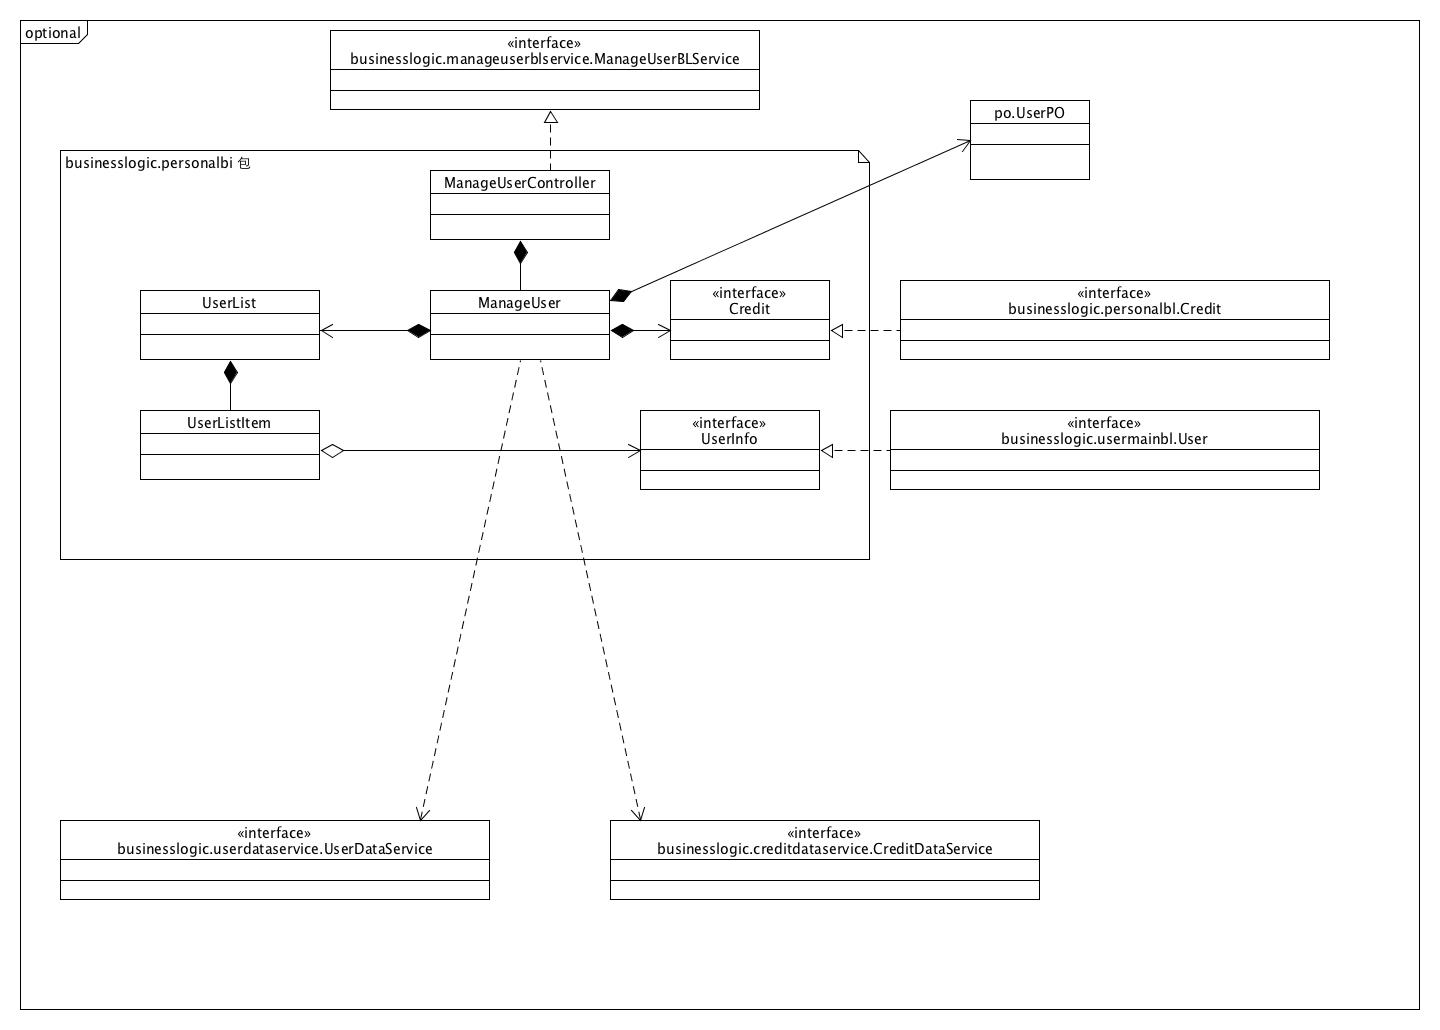 optional
«interface»
businesslogic.manageuserblservice.ManageUserBLService
po.UserPO
businesslogic.personalbi 包
ManageUserController
UserList
ManageUser
«interface»
Credit
«interface»
businesslogic.personalbl.Credit
UserListItem
«interface»
UserInfo
«interface»
businesslogic.usermainbl.User
«interface»
businesslogic.userdataservice.UserDataService
«interface»
businesslogic.creditdataservice.CreditDataService